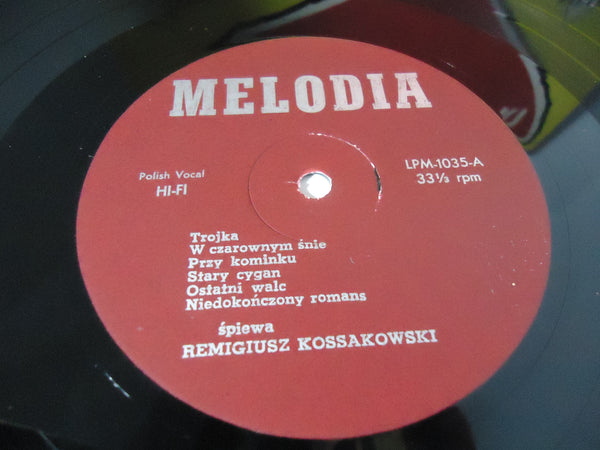 MELODIA
Polish Vocal
HI-FI
LPM-1035-A
33⅓ rpm
Trojka
W czarownym śnie
Przy kominku
Stary cygan
Ostatni walc
Niedokończony romans
śpiewa
REMIGIUSZ KOSSAKOWSKI